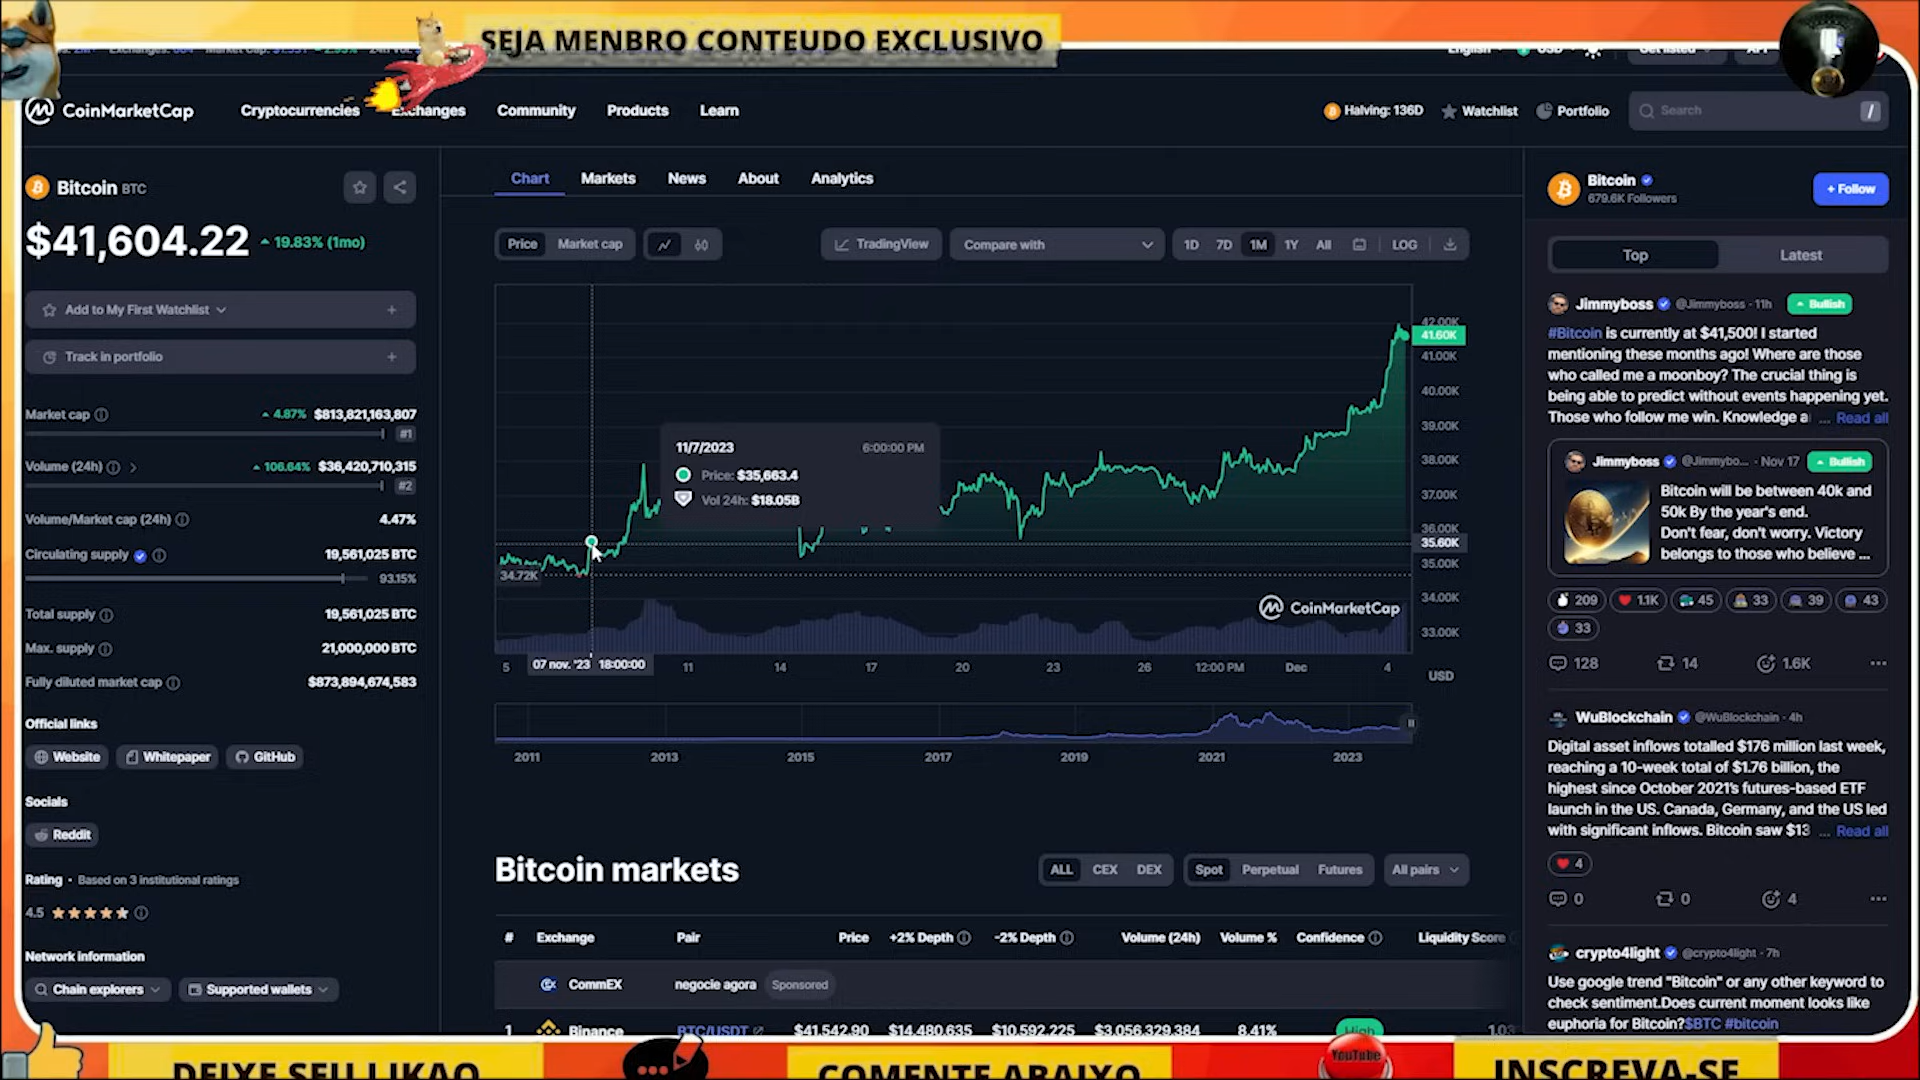 SEJA MENBRO CONTEUDO EXCLUSIVO
English
USD
Get listed
API
CoinMarketCap
Cryptocurrencies
Exchanges
Community
Products
Learn
Halving: 136D
Watchlist
Portfolio
Search
/
Bitcoin BTC
$41,604.22
19.83% (1mo)
Add to My First Watchlist
+
Track in portfolio
+
Market cap
4.87% $813,821,163,807
#1
Volume (24h)
106.64% $36,420,710,315
#2
Volume/Market cap (24h)
4.47%
Circulating supply
19,561,025 BTC
93.15%
Total supply
19,561,025 BTC
Max. supply
21,000,000 BTC
Fully diluted market cap
$873,894,674,583
Official links
Website
Whitepaper
GitHub
Socials
Reddit
Rating • Based on 3 institutional ratings
4.5
Network information
Chain explorers
Supported wallets
Chart
Markets
News
About
Analytics
Price
Market cap
TradingView
Compare with
1D
7D
1M
1Y
All
LOG
42.00K
41.60K
41.00K
40.00K
39.00K
38.00K
37.00K
36.00K
35.60K
35.00K
34.00K
33.00K
11/7/2023
6:00:00 PM
Price: $35,663.4
Vol 24h: $18.05B
34.72K
CoinMarketCap
5
07 nov. '23 18:00:00
11
14
17
20
23
26
12:00 PM
Dec
4
USD
2011
2013
2015
2017
2019
2021
2023
Bitcoin markets
ALL
CEX
DEX
Spot
Perpetual
Futures
All pairs
#
Exchange
Pair
Price
+2% Depth
-2% Depth
Volume (24h)
Volume %
Confidence
Liquidity Score
CommEX
negocie agora
Sponsored
1
Binance
BTC/USDT
$41,542.90
$14,480,635
$10,592,225
$3,056,329,384
8.41%
High
Bitcoin
679.6K Followers
+ Follow
Top
Latest
Jimmyboss @Jimmyboss · 11h
Bullish
#Bitcoin is currently at $41,500! I started
mentioning these months ago! Where are those
who called me a moonboy? The crucial thing is
being able to predict without events happening yet.
Those who follow me win. Knowledge a ... Read all
Jimmyboss @Jimmybo... · Nov 17
Bullish
Bitcoin will be between 40k and
50k By the year's end.
Don't fear, don't worry. Victory
belongs to those who believe ...
209
1.1K
45
33
39
43
33
128
14
1.6K
WuBlockchain @WuBlockchain · 4h
Digital asset inflows totalled $176 million last week,
reaching a 10-week total of $1.76 billion, the
highest since October 2021's futures-based ETF
launch in the US. Canada, Germany, and the US led
with significant inflows. Bitcoin saw $13 ... Read all
4
0
0
4
crypto4light @crypto4light · 7h
Use google trend "Bitcoin" or any other keyword to
check sentiment.Does current moment looks like
euphoria for Bitcoin?$BTC #bitcoin
DEIXE SEU LIKAO
COMENTE ABAIXO
YouTube
INSCREVA-SE